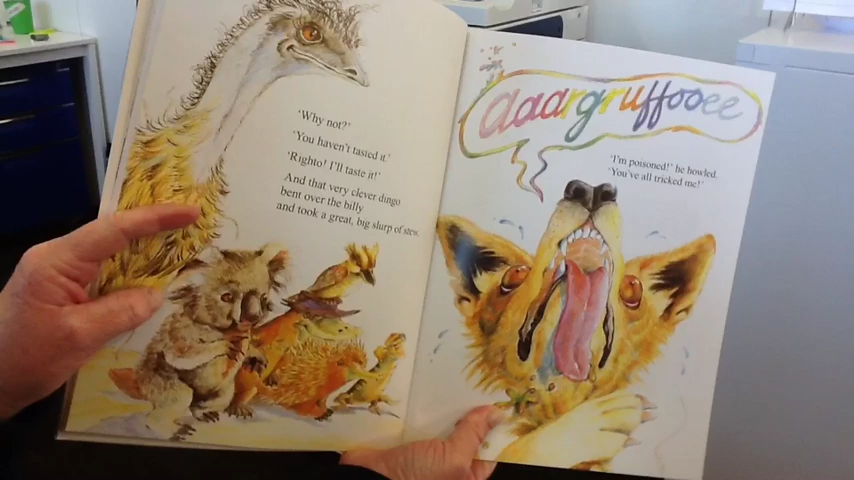 'Why not?'
'You haven't tasted it.'
'Righto! I'll taste it!'
And that very clever dingo
bent over the billy
and took a great, big slurp of stew.
aaargruffooee
'I'm poisoned!' he howled.
'You've all tricked me!'